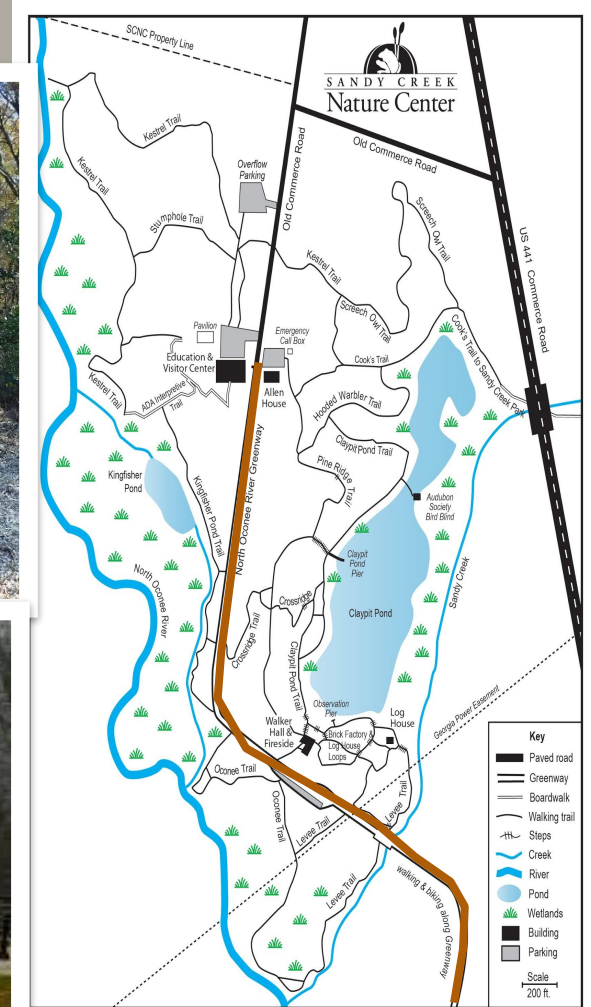 SCNC Property Line
SANDY CREEK
Nature Center
Old Commerce Road
Old Commerce Road
US 441 Commerce Road
Kestrel Trail
Kestrel Trail
Overflow
Parking
Stumphole Trail
Screech Owl Trail
Kestrel Trail
Screech Owl Trail
Cook's Trail to Sandy Creek Park
Pavilion
Emergency
Call Box
Education &
Visitor Center
Cook's Trail
Allen
House
Kestrel Trail
ADA Interpretive
Trail
Hooded Warbler Trail
Claypit Pond Trail
Pine Ridge
Trail
Kingfisher
Pond
Kingfisher Pond Trail
North Oconee River Greenway
Audubon
Society
Bird Blind
Claypit
Pond
Pier
North Oconee
River
Sandy Creek
Crossridge
Claypit Pond
Crossridge Trail
Claypit Pond Trail
Georgia Power Easement
Observation
Pier
Walker
Hall &
Fireside
Log
House
Brick Factory &
Log House
Loops
Oconee Trail
Oconee Trail
Levee Trail
Levee Trail
Levee Trail
walking & biking along Greenway
Key
Paved road
Greenway
Boardwalk
Walking trail
Steps
Creek
River
Pond
Wetlands
Building
Parking
Scale
200 ft.